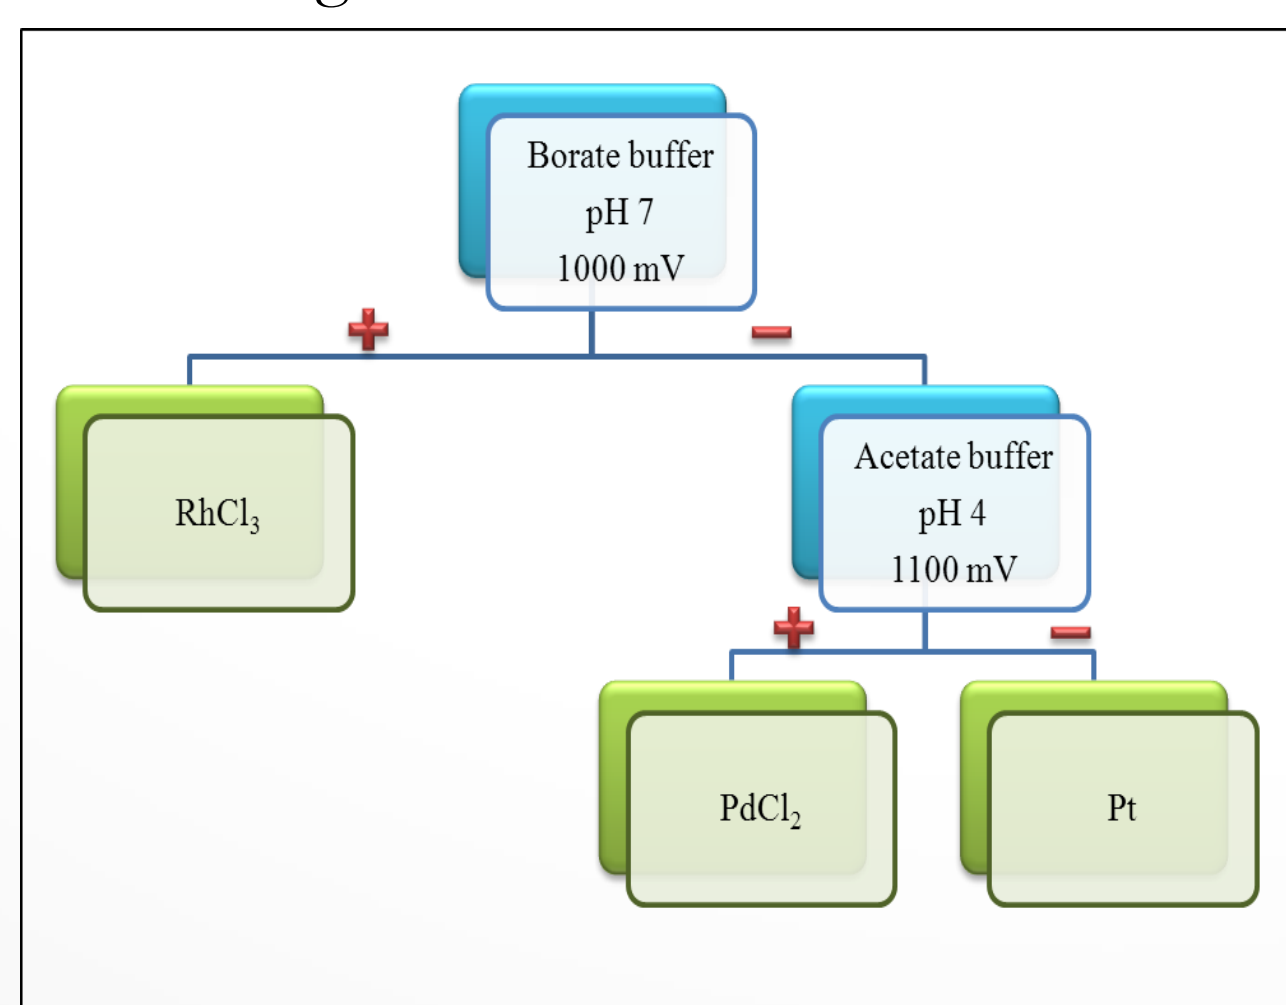 Borate buffer
pH 7
1000 mV
RhCl₃
Acetate buffer
pH 4
1100 mV
PdCl₂
Pt